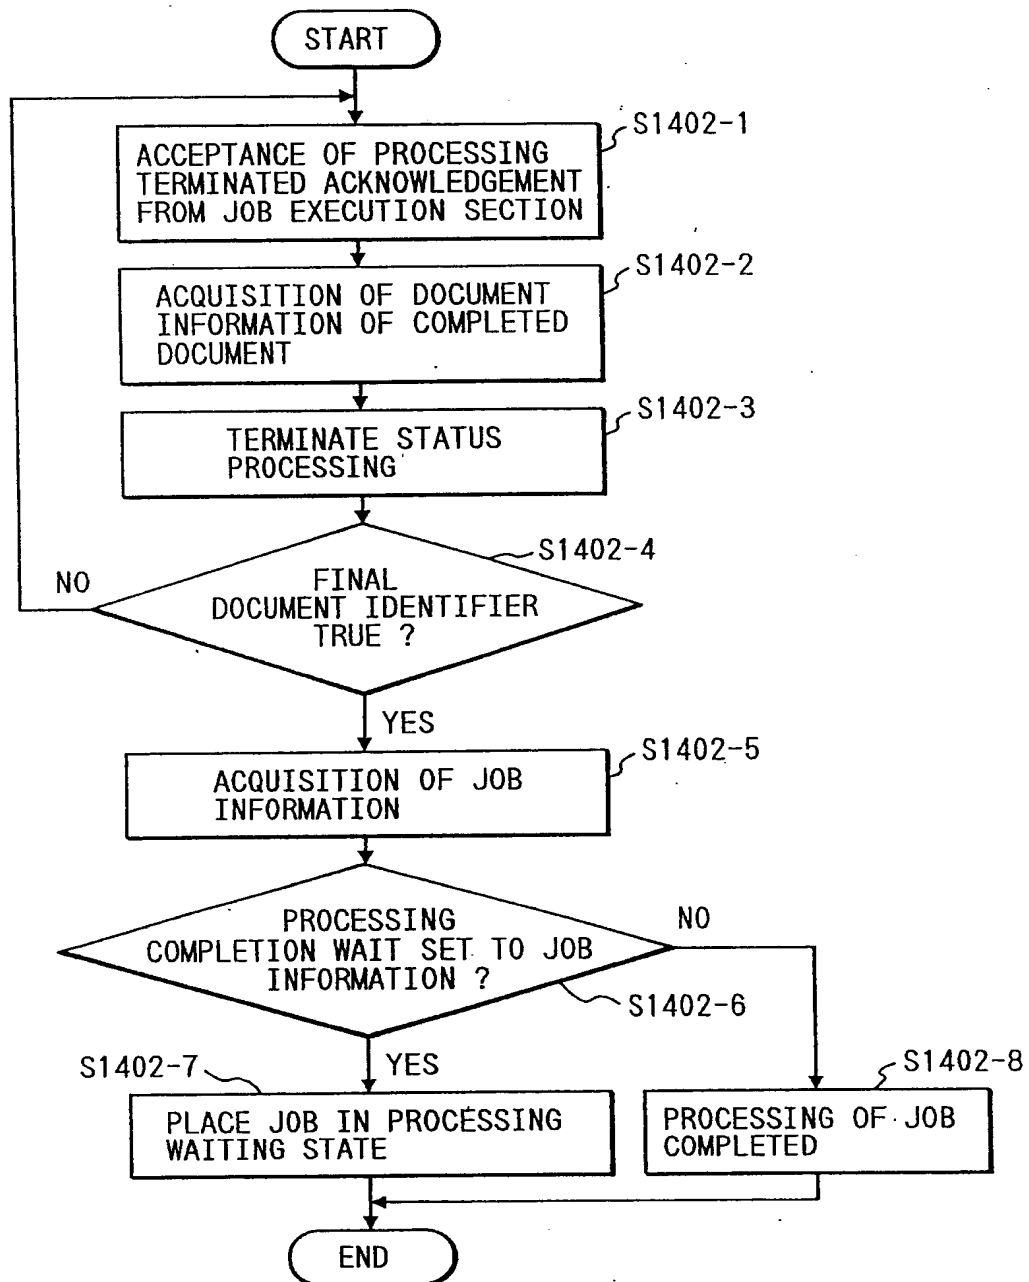 START
S1402-1
ACCEPTANCE OF PROCESSING
TERMINATED ACKNOWLEDGEMENT
FROM JOB EXECUTION SECTION
S1402-2
ACQUISITION OF DOCUMENT
INFORMATION OF COMPLETED
DOCUMENT
S1402-3
TERMINATE STATUS
PROCESSING
S1402-4
NO
FINAL
DOCUMENT IDENTIFIER
TRUE ?
YES
S1402-5
ACQUISITION OF JOB
INFORMATION
PROCESSING
COMPLETION WAIT SET TO JOB
INFORMATION ?
NO
S1402-6
YES
S1402-7
PLACE JOB IN PROCESSING
WAITING STATE
S1402-8
PROCESSING OF JOB
COMPLETED
END